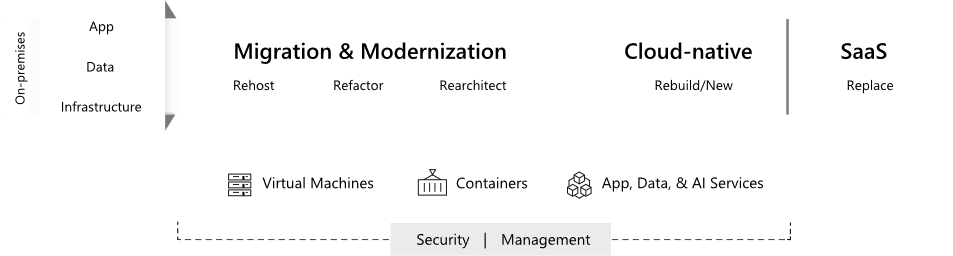 On-premises
App
Data
Infrastructure
Migration & Modernization
Rehost Refactor Rearchitect
Cloud-native
Rebuild/New
SaaS
Replace
Virtual Machines Containers App, Data, & AI Services
Security | Management